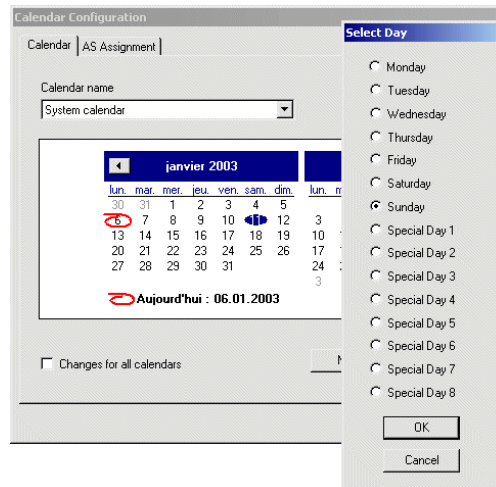 Calendar Configuration
Calendar AS Assignment
Calendar name
System calendar
janvier 2003
lun. mar. mer. jeu. ven. sam. dim. lun.
30 31 1 2 3 4 5
6 7 8 9 10 11 12 3
13 14 15 16 17 18 19 10
20 21 22 23 24 25 26 17
27 28 29 30 31 24
3
Aujourd'hui : 06.01.2003
Changes for all calendars
Select Day
Monday
Tuesday
Wednesday
Thursday
Friday
Saturday
Sunday
Special Day 1
Special Day 2
Special Day 3
Special Day 4
Special Day 5
Special Day 6
Special Day 7
Special Day 8
OK
Cancel